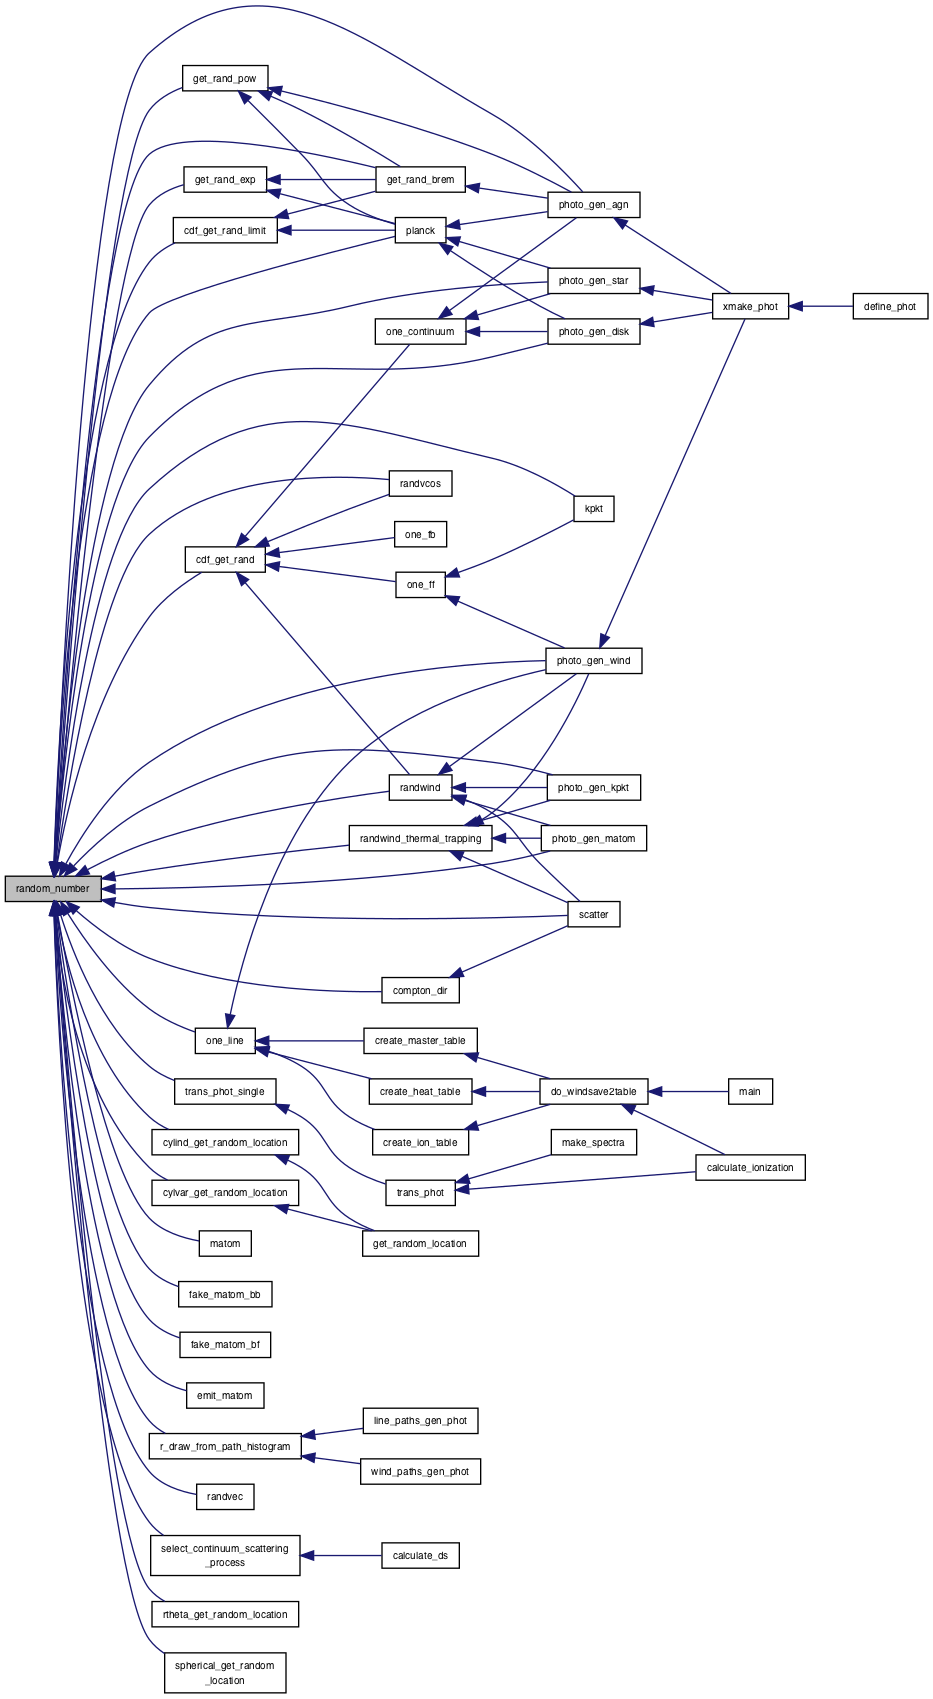 get_rand_pow
get_rand_exp
get_rand_brem
photo_gen_agn
cdf_get_rand_limit
planck
photo_gen_star
xmake_phot
define_phot
one_continuum
photo_gen_disk
randvcos
kpkt
one_fb
cdf_get_rand
one_ff
photo_gen_wind
randwind
photo_gen_kpkt
randwind_thermal_trapping
photo_gen_matom
random_number
scatter
compton_dir
one_line
create_master_table
trans_phot_single
create_heat_table
do_windsave2table
main
cylind_get_random_location
create_ion_table
make_spectra
calculate_ionization
cylvar_get_random_location
trans_phot
matom
get_random_location
fake_matom_bb
fake_matom_bf
emit_matom
line_paths_gen_phot
r_draw_from_path_histogram
wind_paths_gen_phot
randvec
select_continuum_scattering
_process
calculate_ds
rtheta_get_random_location
spherical_get_random
_location